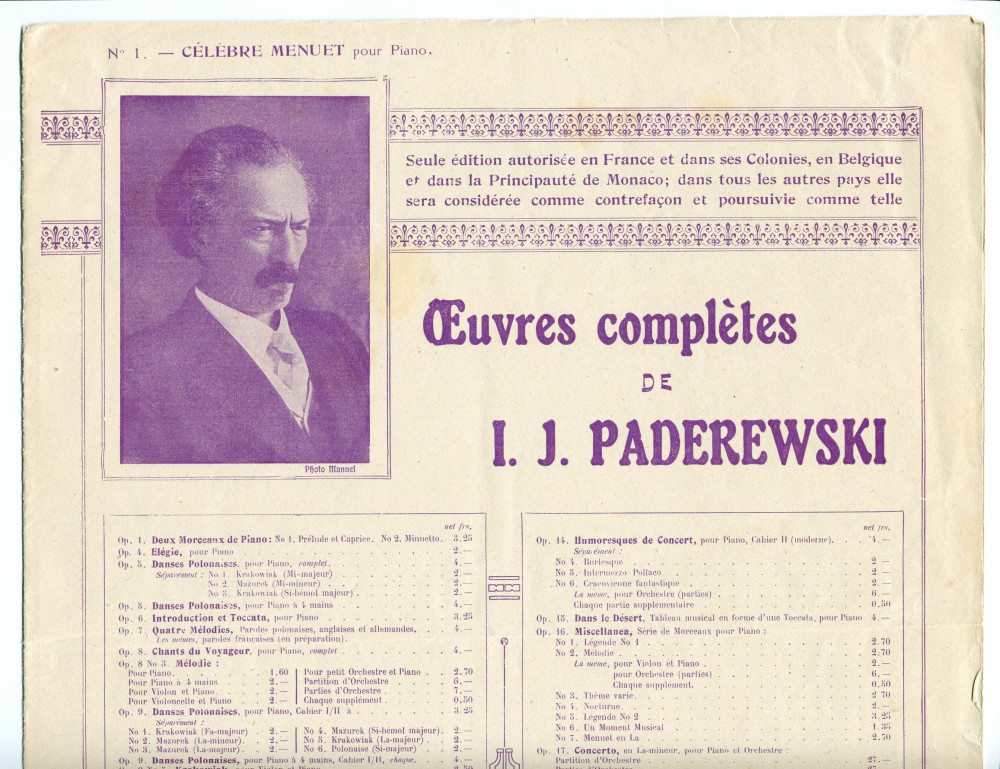 No 1. — CÉLÈBRE MENUET pour Piano.
Seule édition autorisée en France et dans ses Colonies, en Belgique
et dans la Principauté de Monaco; dans tous les autres pays elle
sera considérée comme contrefaçon et poursuivie comme telle
Œuvres complètes
DE
I. J. PADEREWSKI
Photo Manuel
net frs.
Op. 1. Deux Morceaux de Piano: No 1. Prélude et Caprice. No 2. Minuetto. 3.25
Op. 4. Elégie, pour Piano 2.—
Op. 5. Danses Polonaises, pour Piano, complet. 4.—
Séparément : No 1. Krakowiak (Mi-majeur) 2.—
No 2. Mazurek (Mi-mineur) 2.—
No 3. Krakowiak (Si-bémol majeur) 2.—
Op. 5. Danses Polonaises, pour Piano à 4 mains 4.—
Op. 6. Introduction et Toccata, pour Piano 3.25
Op. 7. Quatre Mélodies, Paroles polonaises, anglaises et allemandes, 4.—
Les mêmes, paroles françaises (en préparation).
Op. 8. Chants du Voyageur, pour Piano, complet 4.—
Op. 8 No 3. Mélodie :
Pour Piano. 1.60
Pour Piano à 4 mains 2.—
Pour Violon et Piano. 2.—
Pour Violoncelle et Piano 2.—
Pour petit Orchestre et Piano 2.70
Partition d'Orchestre 6.—
Parties d'Orchestre 7.—
Chaque supplément 0.50
Op. 9. Danses Polonaises, pour Piano, Cahier I/II à 3.25
Séparément :
No 1. Krakowiak (Fa-majeur) 2.—
No 2. Mazurek (La-mineur) 2.—
No 3. Mazurek (La-majeur) 2.—
No 4. Mazurek (Si-bémol majeur) 2.—
No 5. Krakowiak (La-majeur) 2.—
No 6. Polonaise (Si-majeur) 2.—
Op. 9. Danses Polonaises, pour Piano à 4 mains, Cahier I/II, chaque. 4.—
net frs.
Op. 14. Humoresques de Concert, pour Piano, Cahier II (moderne). 4.—
Séparément :
No 4. Burlesque 2.—
No 5. Intermezzo Pollaco 2.—
No 6. Cracovienne fantastique 2.—
La même, pour Orchestre (parties) 6.—
Chaque partie supplémentaire 0.50
Op. 15. Dans le Désert, Tableau musical en forme d'une Toccata, pour Piano 4.—
Op. 16. Miscellanea, Série de Morceaux pour Piano :
No 1. Légende No 1 2.70
No 2. Mélodie 2.70
La même, pour Violon et Piano 2.—
pour Orchestre (parties) 6.—
Chaque supplément. 0.50
No 3. Thème varié 2 70
No 4. Nocturne 2.—
No 5. Légende No 2 3.25
No 6. Un Moment Musical 1 35
No 7. Menuet en La 2.70
Op. 17. Concerto, en La-mineur, pour Piano et Orchestre :
Partition d'Orchestre 27.—